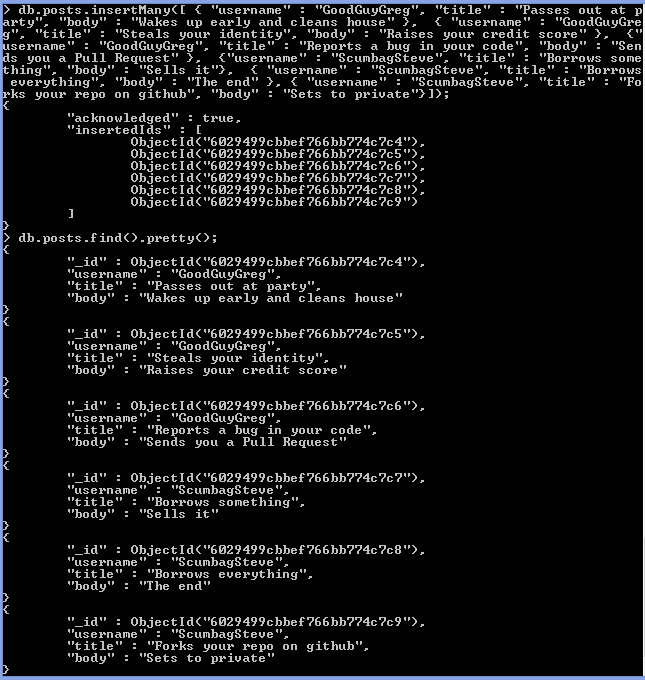 > db.posts.insertMany([ { "username" : "GoodGuyGreg", "title" : "Passes out at p
arty", "body" : "Wakes up early and cleans house" },  { "username" : "GoodGuyGre
g", "title" : "Steals your identity", "body" : "Raises your credit score" },  {"
username" : "GoodGuyGreg", "title" : "Reports a bug in your code", "body" : "Sen
ds you a Pull Request" },  {"username" : "ScumbagSteve", "title" : "Borrows some
thing", "body" : "Sells it"},  { "username" : "ScumbagSteve", "title" : "Borrows
 everything", "body" : "The end" }, { "username" : "ScumbagSteve", "title" : "Fo
rks your repo on github", "body" : "Sets to private"}]);
{
        "acknowledged" : true,
        "insertedIds" : [
                ObjectId("6029499cbbef766bb774c7c4"),
                ObjectId("6029499cbbef766bb774c7c5"),
                ObjectId("6029499cbbef766bb774c7c6"),
                ObjectId("6029499cbbef766bb774c7c7"),
                ObjectId("6029499cbbef766bb774c7c8"),
                ObjectId("6029499cbbef766bb774c7c9")
        ]
}
> db.posts.find().pretty();
{
        "_id" : ObjectId("6029499cbbef766bb774c7c4"),
        "username" : "GoodGuyGreg",
        "title" : "Passes out at party",
        "body" : "Wakes up early and cleans house"
}
{
        "_id" : ObjectId("6029499cbbef766bb774c7c5"),
        "username" : "GoodGuyGreg",
        "title" : "Steals your identity",
        "body" : "Raises your credit score"
}
{
        "_id" : ObjectId("6029499cbbef766bb774c7c6"),
        "username" : "GoodGuyGreg",
        "title" : "Reports a bug in your code",
        "body" : "Sends you a Pull Request"
}
{
        "_id" : ObjectId("6029499cbbef766bb774c7c7"),
        "username" : "ScumbagSteve",
        "title" : "Borrows something",
        "body" : "Sells it"
}
{
        "_id" : ObjectId("6029499cbbef766bb774c7c8"),
        "username" : "ScumbagSteve",
        "title" : "Borrows everything",
        "body" : "The end"
}
{
        "_id" : ObjectId("6029499cbbef766bb774c7c9"),
        "username" : "ScumbagSteve",
        "title" : "Forks your repo on github",
        "body" : "Sets to private"
}